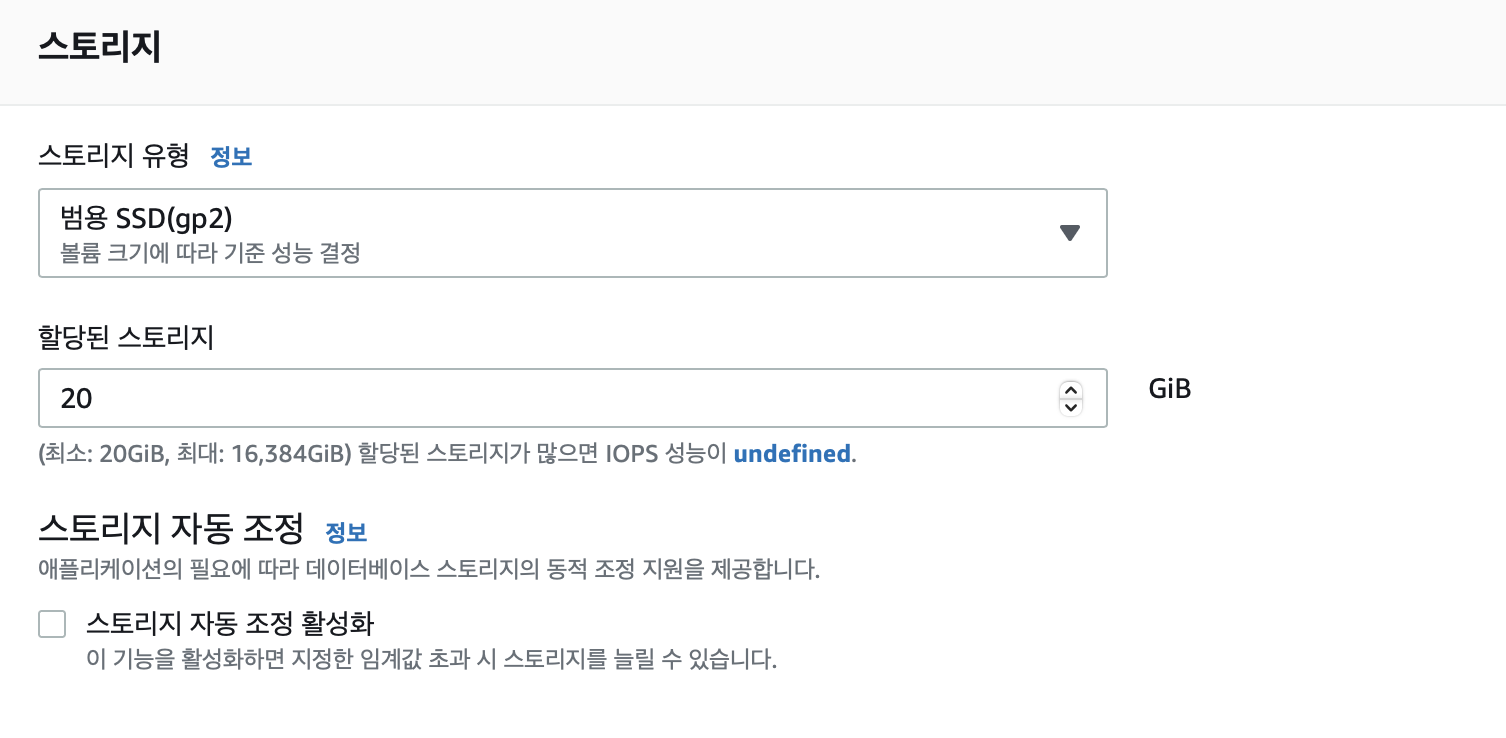 스토리지
스토리지 유형 정보
범용 SSD(gp2)
볼륨 크기에 따라 기준 성능 결정
할당된 스토리지
20
GiB
(최소: 20GiB, 최대: 16,384GiB) 할당된 스토리지가 많으면 IOPS 성능이 undefined.
스토리지 자동 조정 정보
애플리케이션의 필요에 따라 데이터베이스 스토리지의 동적 조정 지원을 제공합니다.
스토리지 자동 조정 활성화
이 기능을 활성화하면 지정한 임계값 초과 시 스토리지를 늘릴 수 있습니다.